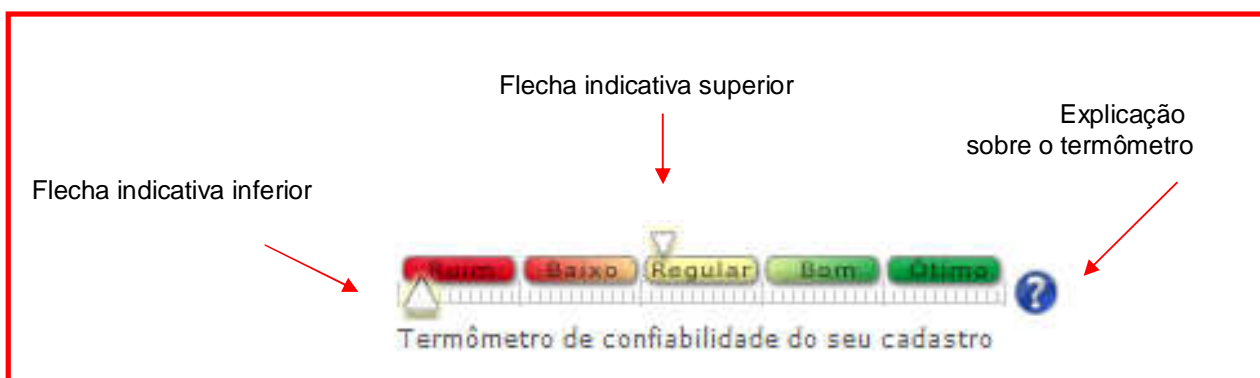 Flecha indicativa superior
Explicação
sobre o termômetro
Flecha indicativa inferior
Ruim Baixo Regular Bom Ótimo
?
Termômetro de confiabilidade do seu cadastro